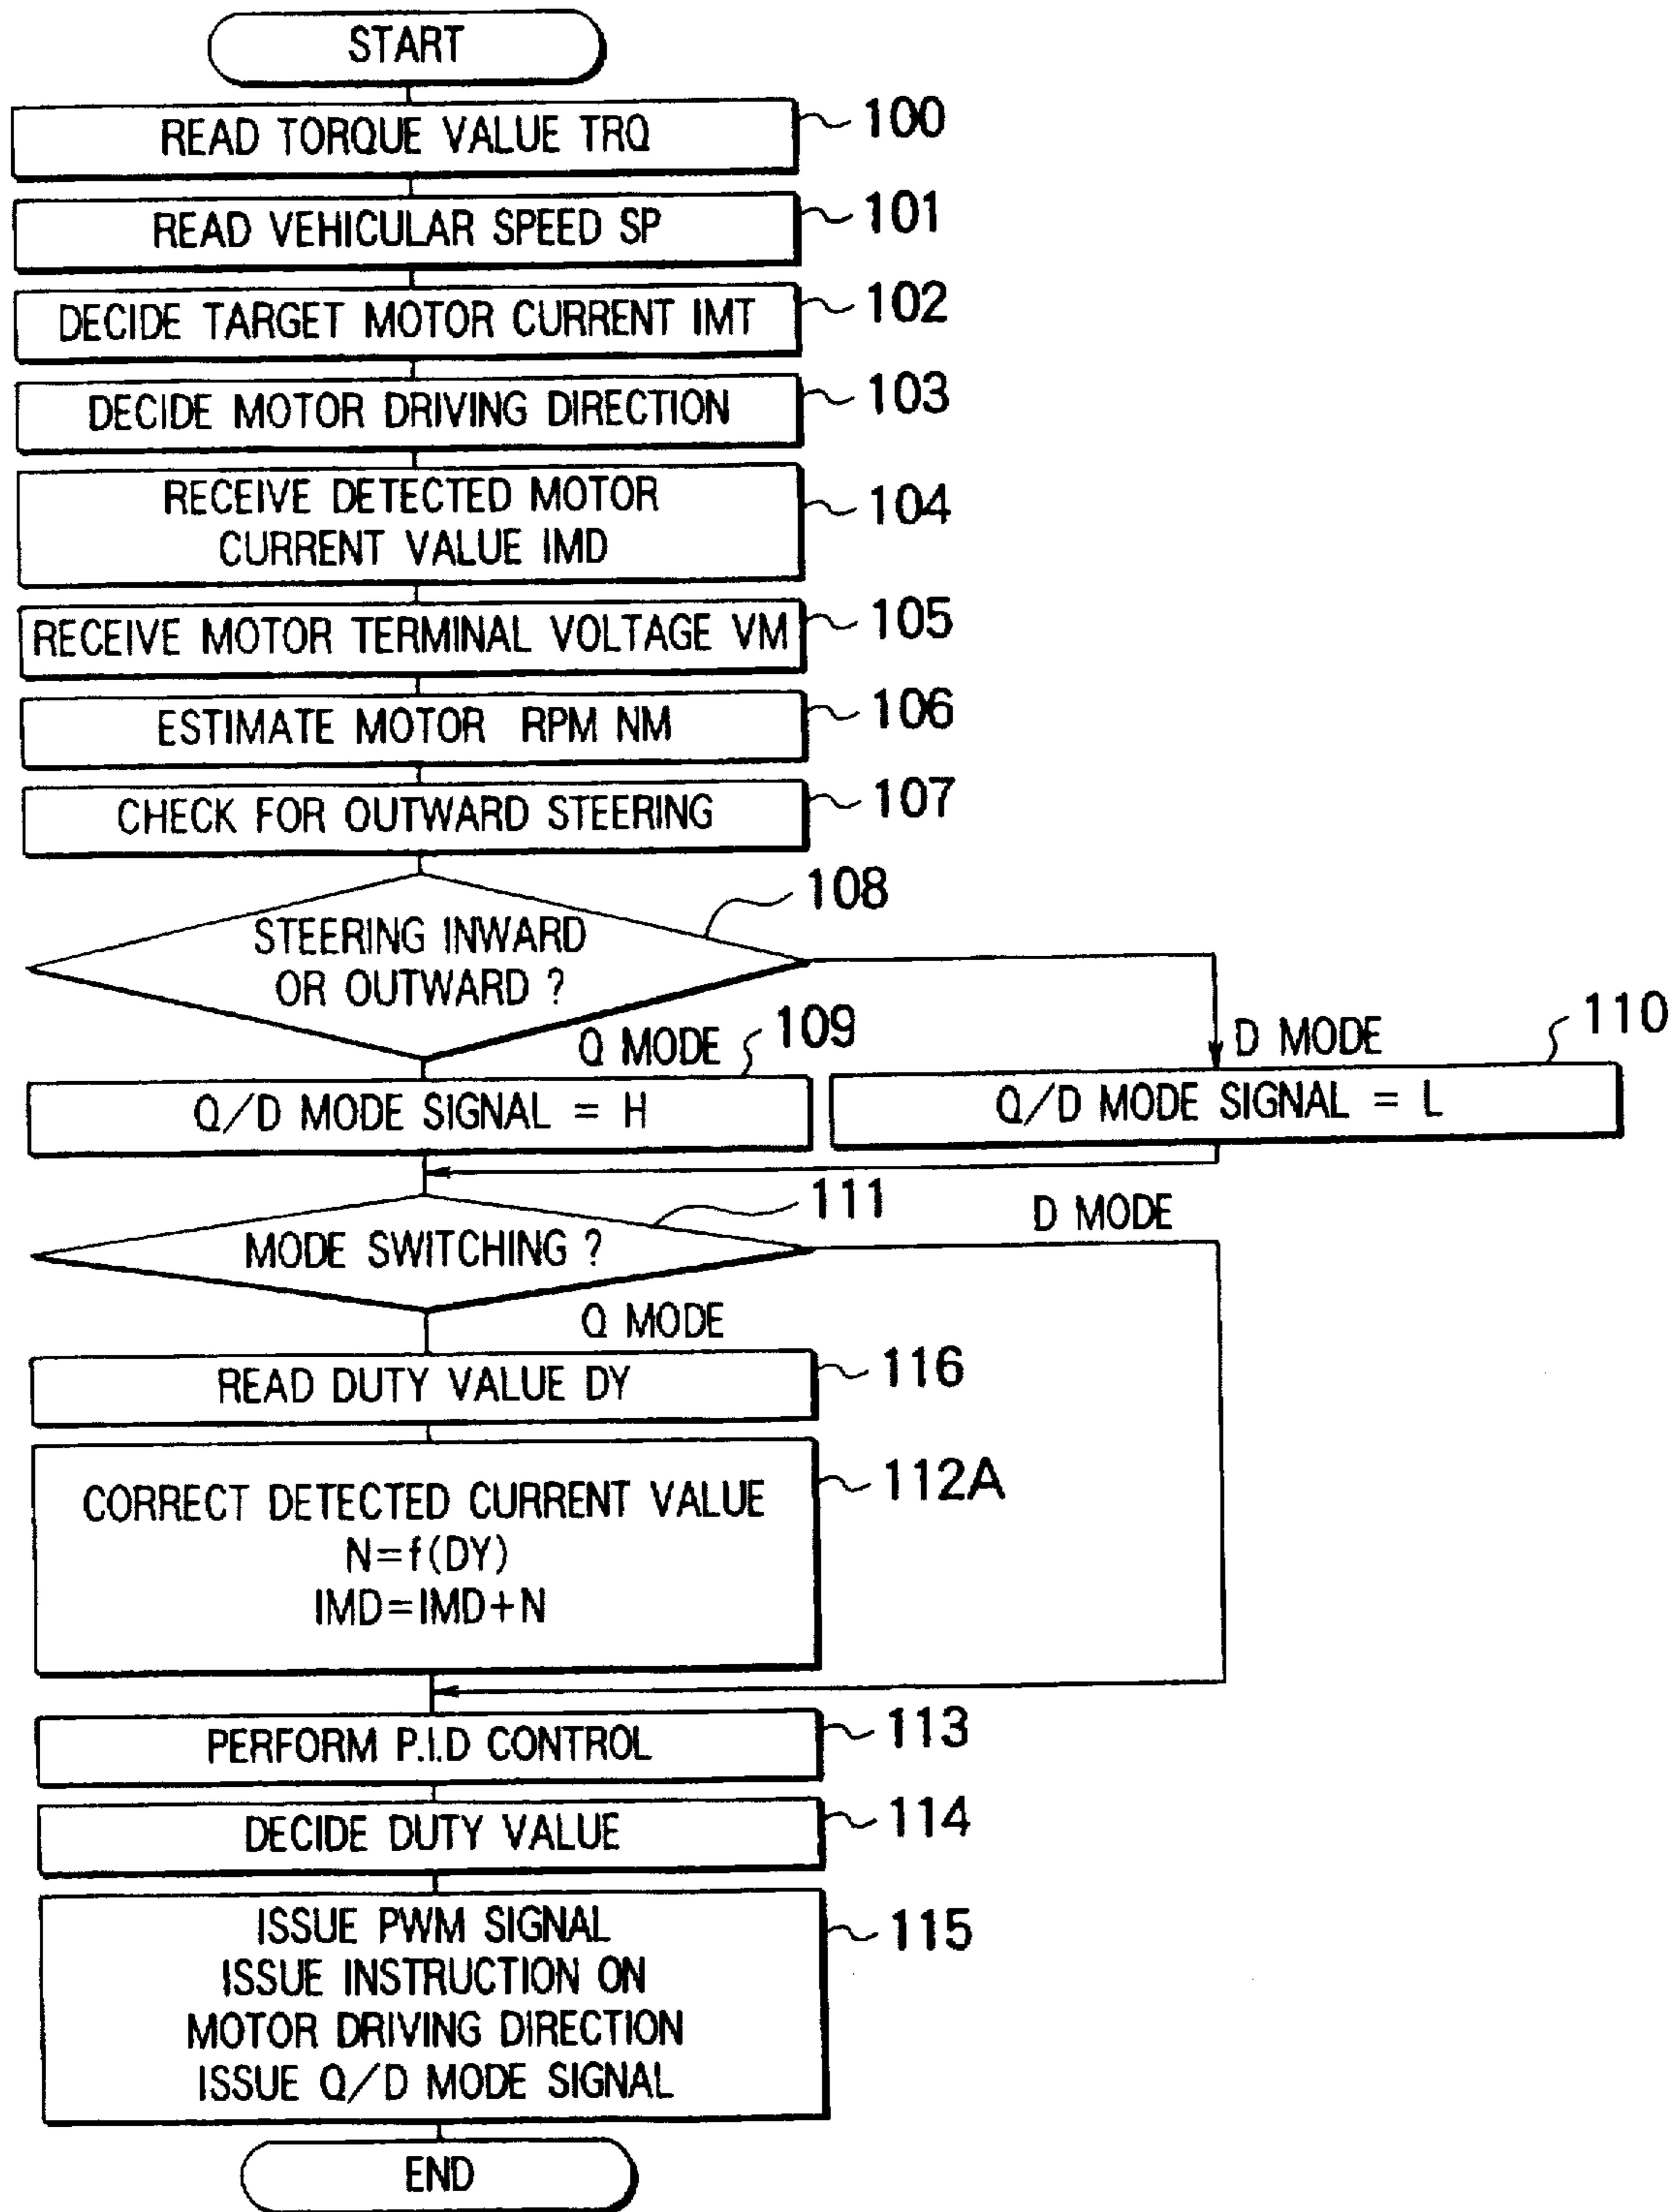 START
READ TORQUE VALUE TRQ
100
READ VEHICULAR SPEED SP
101
DECIDE TARGET MOTOR CURRENT IMT
102
DECIDE MOTOR DRIVING DIRECTION
103
RECEIVE DETECTED MOTOR
CURRENT VALUE IMD
104
RECEIVE MOTOR TERMINAL VOLTAGE VM
105
ESTIMATE MOTOR RPM NM
106
CHECK FOR OUTWARD STEERING
107
108
STEERING INWARD
OR OUTWARD ?
Q MODE
109
D MODE
110
Q/D MODE SIGNAL = H
Q/D MODE SIGNAL = L
111
D MODE
MODE SWITCHING ?
Q MODE
READ DUTY VALUE DY
116
CORRECT DETECTED CURRENT VALUE
N=f(DY)
IMD=IMD+N
112A
PERFORM P.I.D CONTROL
113
DECIDE DUTY VALUE
114
ISSUE PWM SIGNAL
ISSUE INSTRUCTION ON
MOTOR DRIVING DIRECTION
ISSUE Q/D MODE SIGNAL
115
END